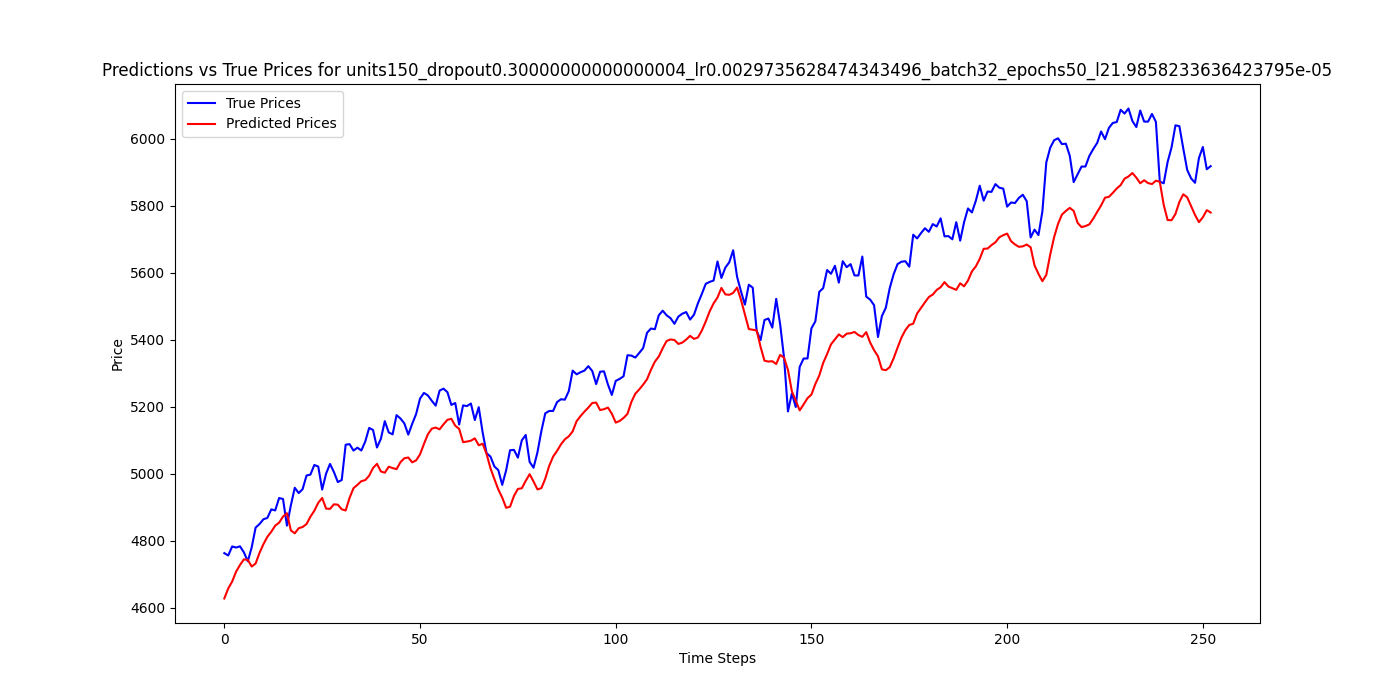 Predictions vs True Prices for units150_dropout0.30000000000000004_lr0.0029735628474343496_batch32_epochs50_l21.9858233636423795e-05
True Prices
Predicted Prices
6000
5800
5600
5400
5200
5000
4800
4600
Price
0 50 100 150 200 250
Time Steps